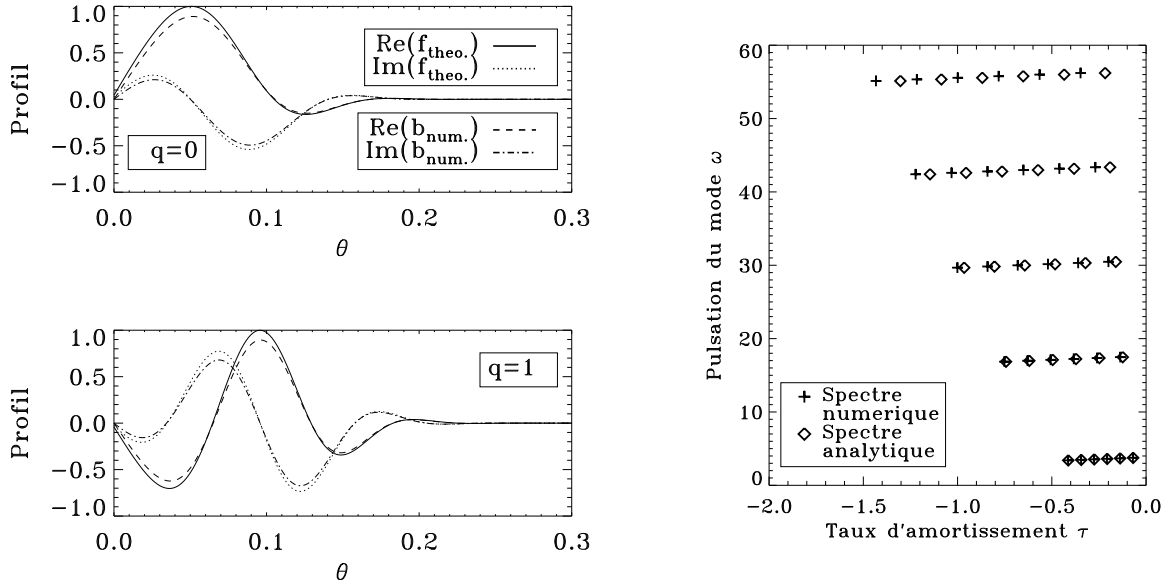 1.0
0.5
0.0
−0.5
−1.0
Profil
Re(f_theo.)
Im(f_theo.)
Re(b_num.)
Im(b_num.)
q=0
0.0 0.1 0.2 0.3
θ
1.0
0.5
0.0
−0.5
−1.0
Profil
q=1
0.0 0.1 0.2 0.3
θ
60
50
40
30
20
10
0
Pulsation du mode ω
Spectre
numerique
Spectre
analytique
−2.0 −1.5 −1.0 −0.5 0.0
Taux d'amortissement τ